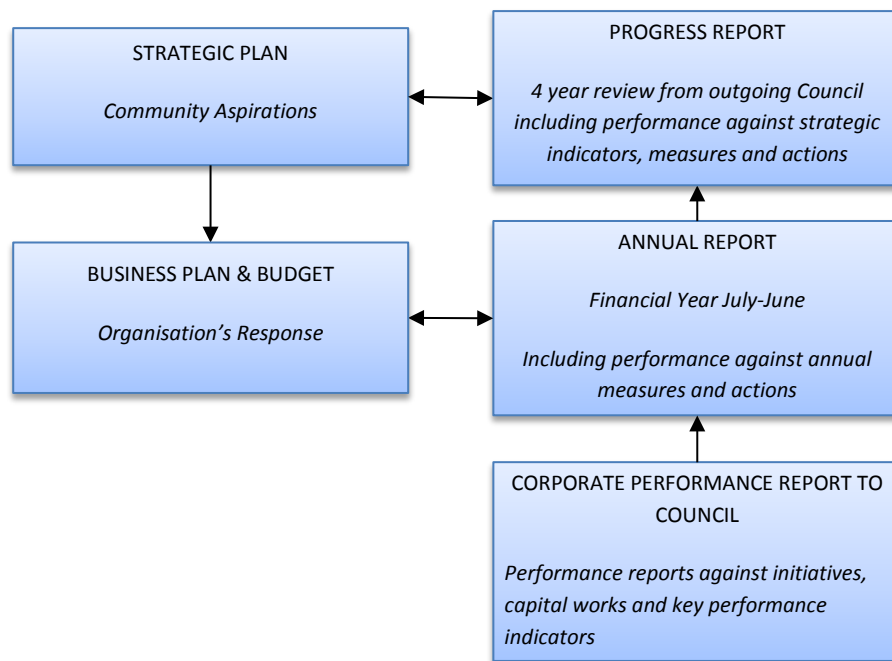 STRATEGIC PLAN
Community Aspirations
PROGRESS REPORT
4 year review from outgoing Council
including performance against strategic
indicators, measures and actions
BUSINESS PLAN & BUDGET
Organisation’s Response
ANNUAL REPORT
Financial Year July-June
Including performance against annual
measures and actions
CORPORATE PERFORMANCE REPORT TO
COUNCIL
Performance reports against initiatives,
capital works and key performance
indicators